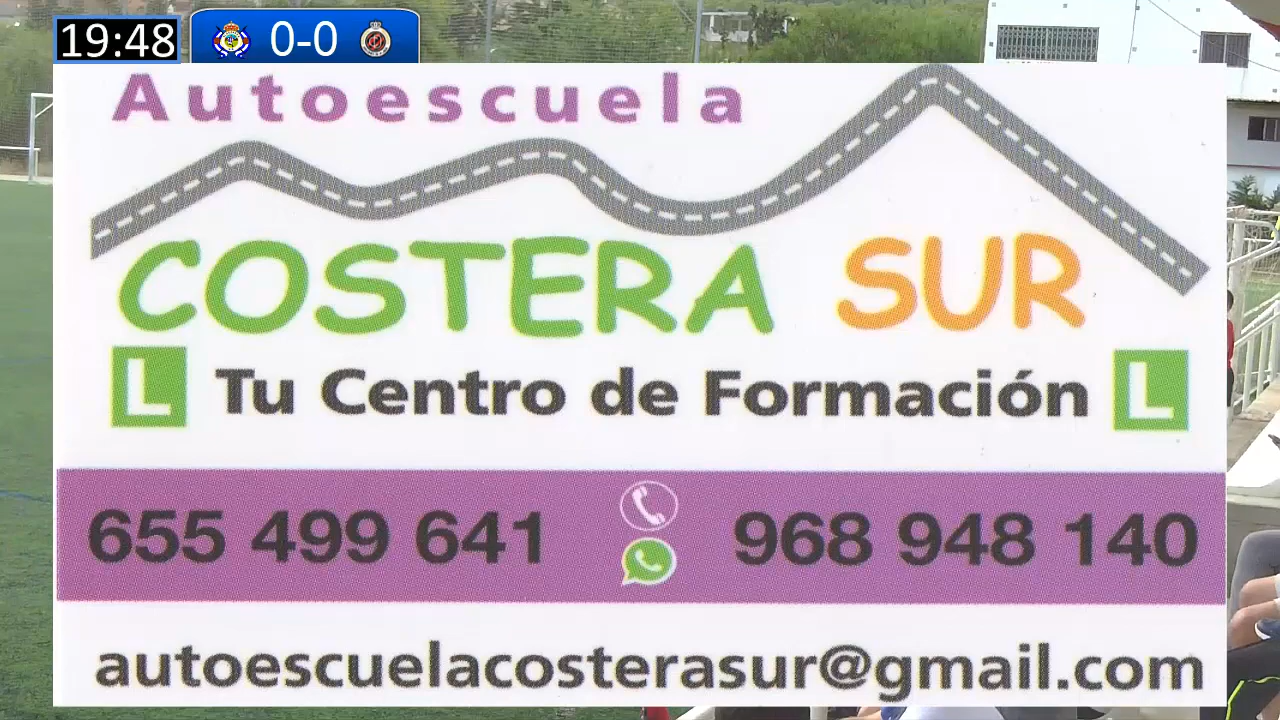 19:48 0-0
Autoescuela
COSTERA SUR
L Tu Centro de Formación L
655 499 641 968 948 140
autoescuelacosterasur@gmail.com